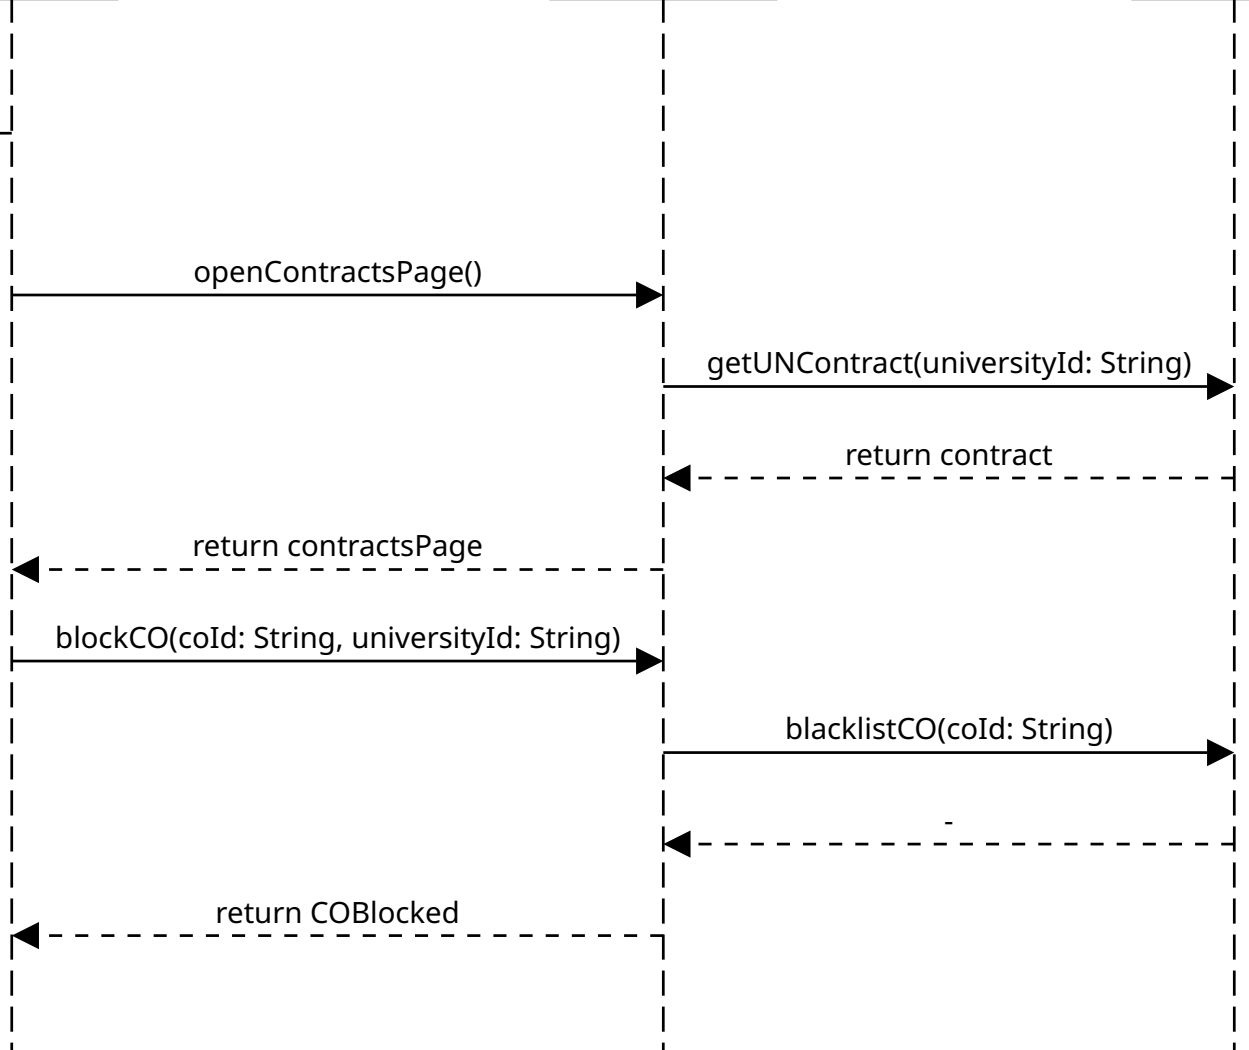 openContractsPage()
getUNContract(universityId: String)
return contract
return contractsPage
blockCO(coId: String, universityId: String)
blacklistCO(coId: String)
-
return COBlocked